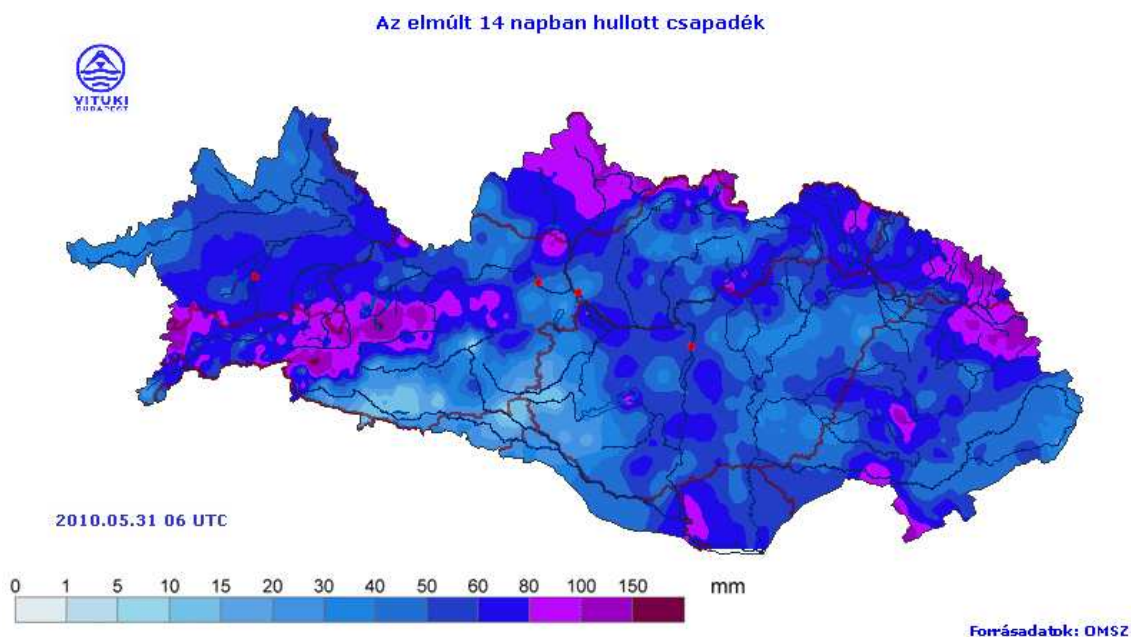 Az elmúlt 14 napban hullott csapadék
VITUKI
BUDAPEST
2010.05.31 06 UTC
0 1 5 10 15 20 30 40 50 60 80 100 150 mm
Forrásadatok: OMSZ